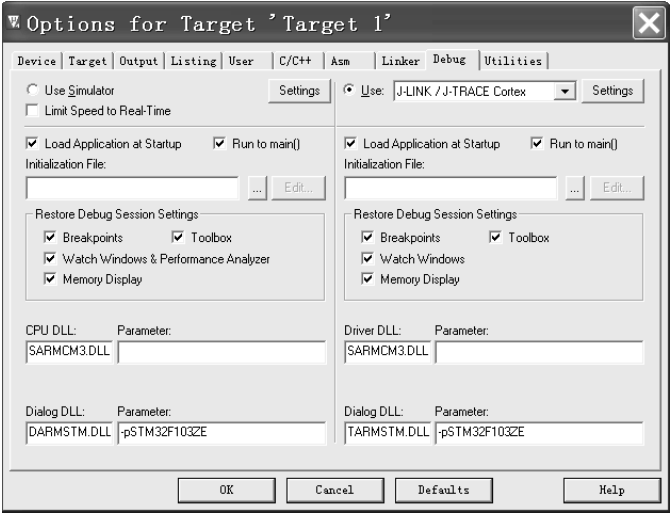 Options for Target 'Target 1'
Device Target Output Listing User C/C++ Asm Linker Debug Utilities
Use Simulator Settings
Limit Speed to Real-Time
Use: J-LINK / J-TRACE Cortex Settings
Load Application at Startup Run to main()
Initialization File:
... Edit...
Load Application at Startup Run to main()
Initialization File:
... Edit...
Restore Debug Session Settings
Breakpoints Toolbox
Watch Windows & Performance Analyzer
Memory Display
Restore Debug Session Settings
Breakpoints Toolbox
Watch Windows
Memory Display
CPU DLL: Parameter:
SARMCM3.DLL
Driver DLL: Parameter:
SARMCM3.DLL
Dialog DLL: Parameter:
DARMSTM.DLL -pSTM32F103ZE
Dialog DLL: Parameter:
TARMSTM.DLL -pSTM32F103ZE
OK Cancel Defaults Help